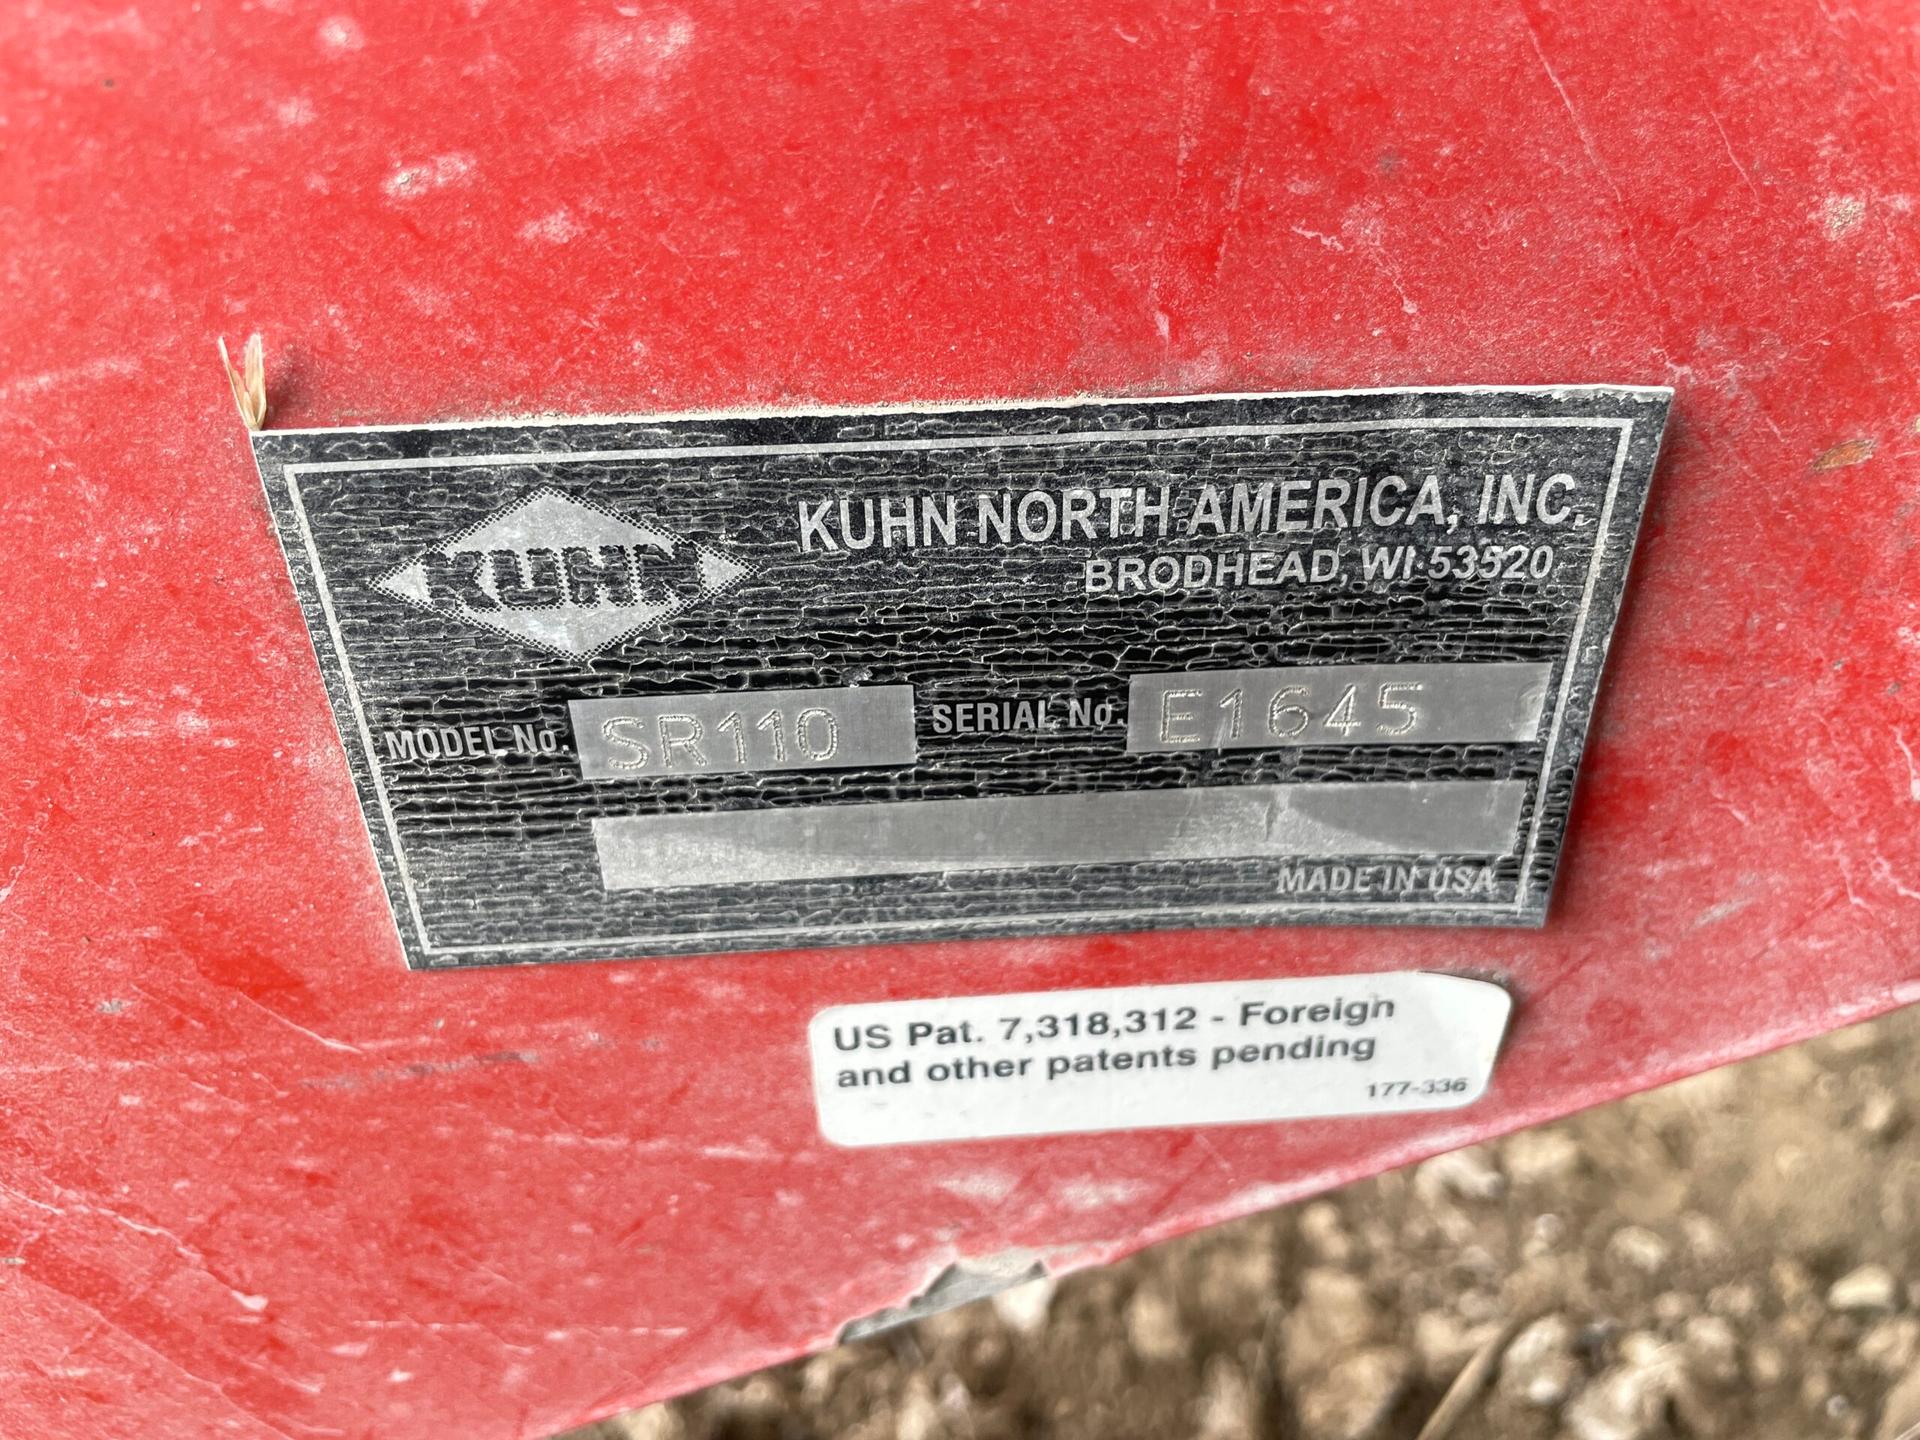 KUHN
KUHN NORTH AMERICA, INC.
BRODHEAD, WI 53520
MODEL No. SR110 SERIAL No. E1645
MADE IN USA
US Pat. 7,318,312 - Foreign
and other patents pending
177-336